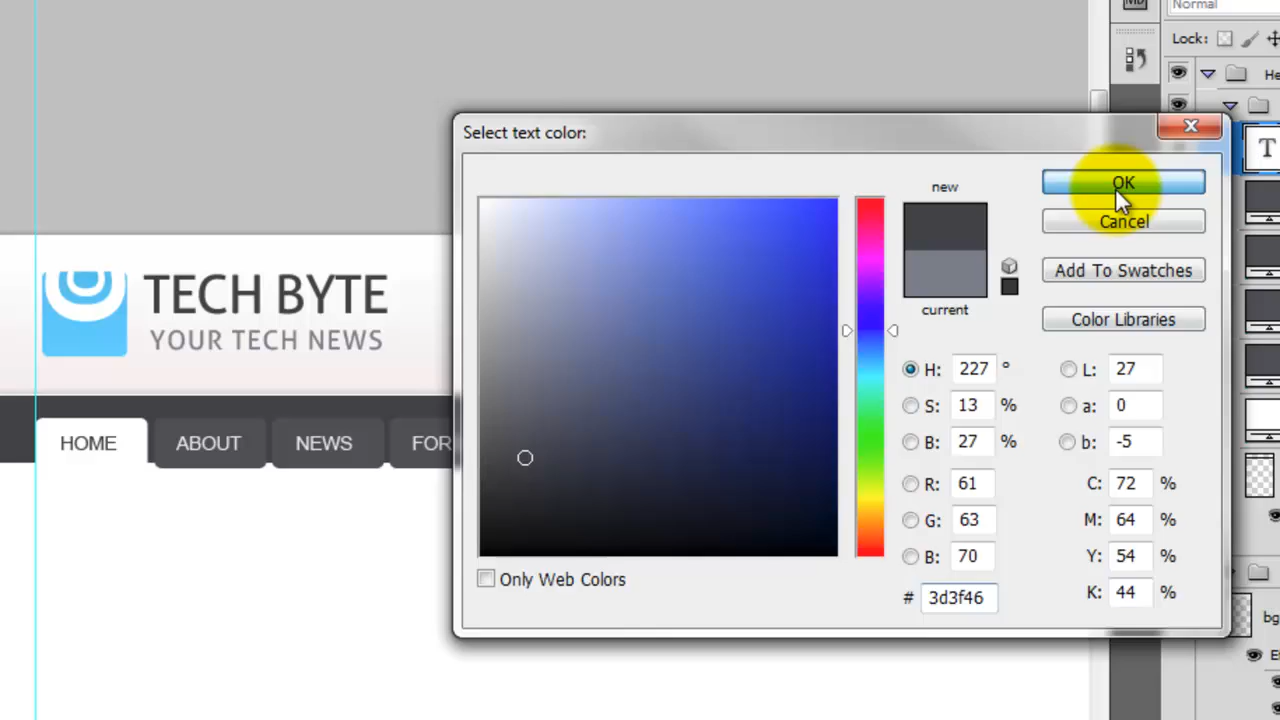 Normal
Lock:
He
Select text color:
T
new
OK
Cancel
TECH BYTE
YOUR TECH NEWS
Add To Swatches
current
Color Libraries
H: 227 °
L: 27
S: 13 %
a: 0
HOME
ABOUT
NEWS
FOR
B: 27 %
b: -5
R: 61
C: 72 %
G: 63
M: 64 %
B: 70
Y: 54 %
Only Web Colors
# 3d3f46
K: 44 %
bg
E